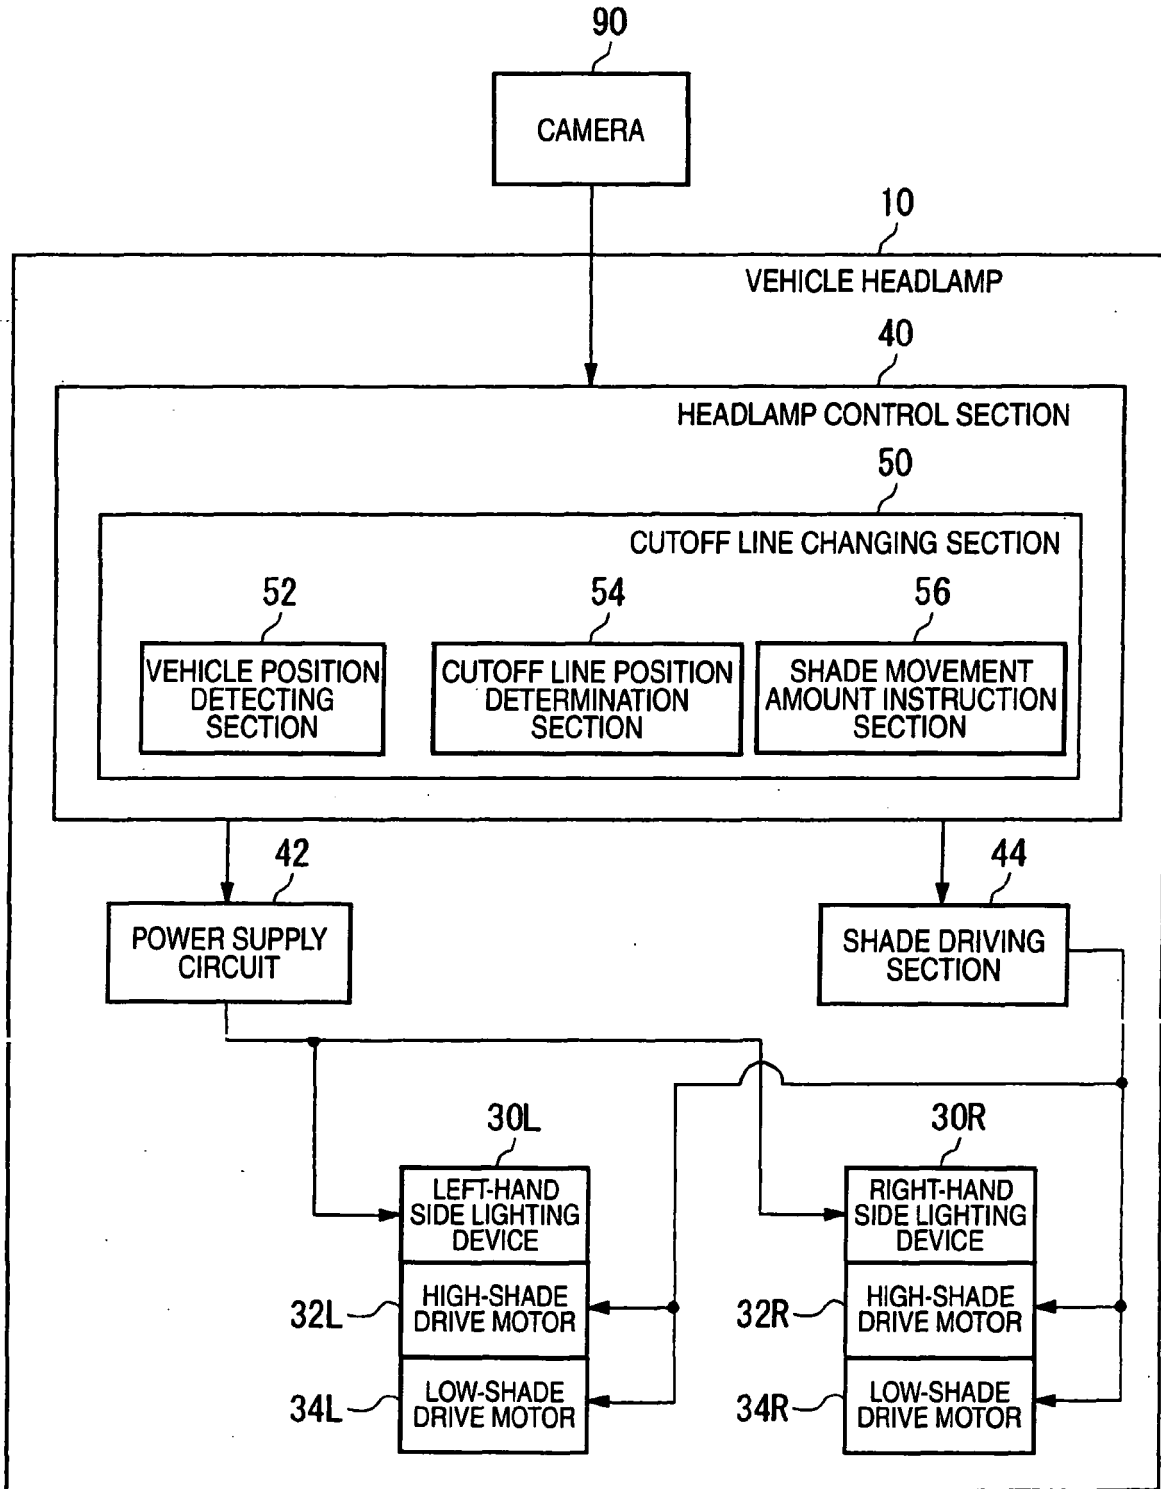 90
CAMERA
10
VEHICLE HEADLAMP
40
HEADLAMP CONTROL SECTION
50
CUTOFF LINE CHANGING SECTION
52
VEHICLE POSITION
DETECTING
SECTION
54
CUTOFF LINE POSITION
DETERMINATION
SECTION
56
SHADE MOVEMENT
AMOUNT INSTRUCTION
SECTION
42
POWER SUPPLY
CIRCUIT
44
SHADE DRIVING
SECTION
30L
LEFT-HAND
SIDE LIGHTING
DEVICE
32L
HIGH-SHADE
DRIVE MOTOR
34L
LOW-SHADE
DRIVE MOTOR
30R
RIGHT-HAND
SIDE LIGHTING
DEVICE
32R
HIGH-SHADE
DRIVE MOTOR
34R
LOW-SHADE
DRIVE MOTOR